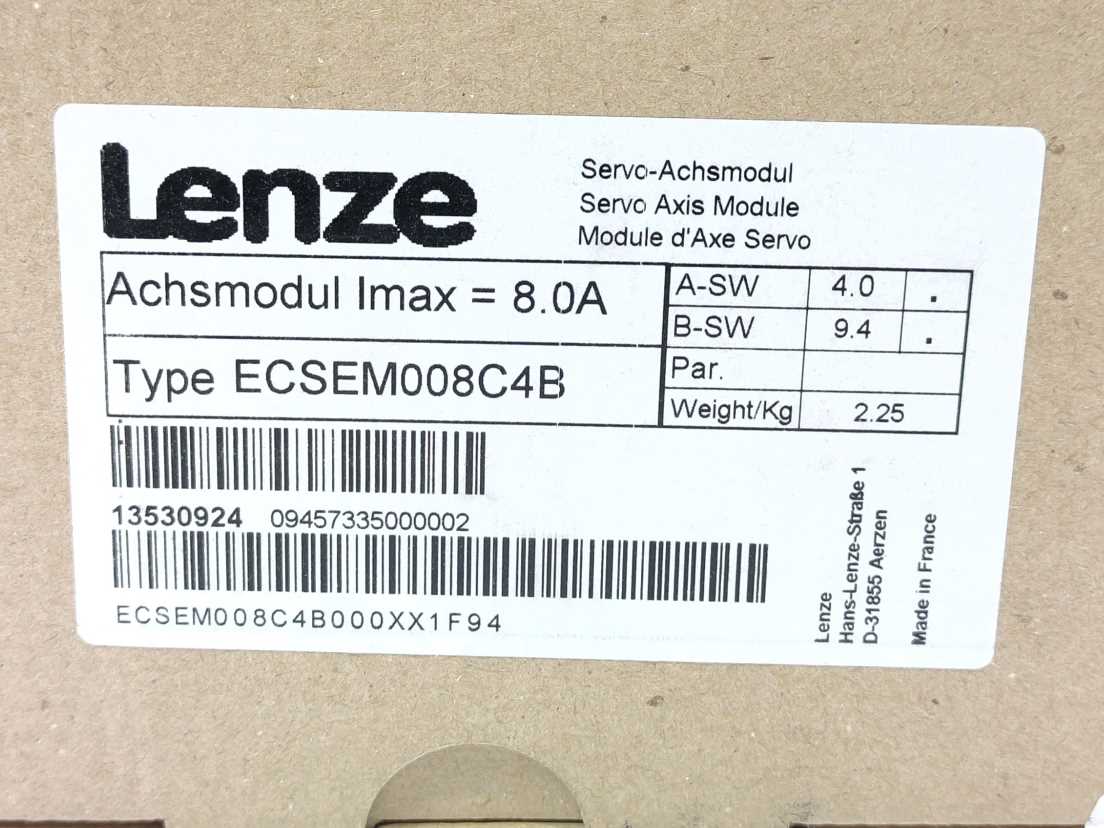 Lenze
Servo-Achsmodul
Servo Axis Module
Module d'Axe Servo
Achsmodul Imax = 8.0A
Type ECSEM008C4B
A-SW 4.0 .
B-SW 9.4 .
Par.
Weight/Kg 2.25
13530924 09457335000002
ECSEM008C4B000XX1F94
Lenze
Hans-Lenze-Straße 1
D-31855 Aerzen
Made in France